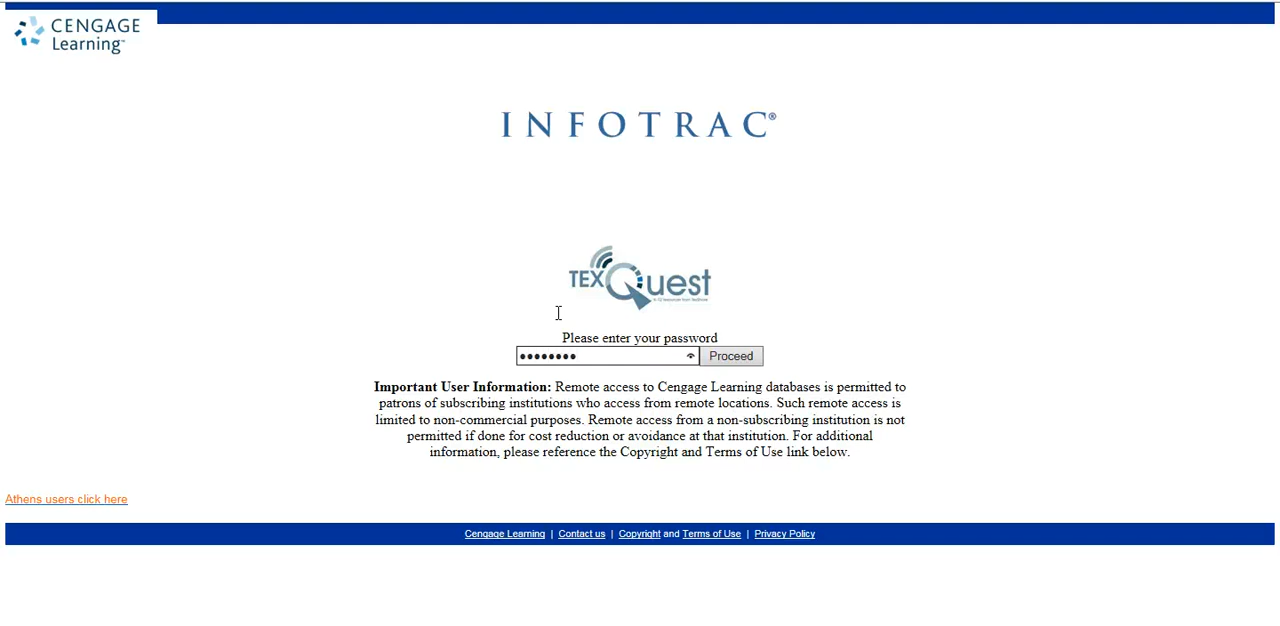 CENGAGE
Learning™
INFOTRAC®
TEXQuest
Please enter your password
●●●●●●●● Proceed
Important User Information: Remote access to Cengage Learning databases is permitted to
patrons of subscribing institutions who access from remote locations. Such remote access is
limited to non-commercial purposes. Remote access from a non-subscribing institution is not
permitted if done for cost reduction or avoidance at that institution. For additional
information, please reference the Copyright and Terms of Use link below.
Athens users click here
Cengage Learning | Contact us | Copyright and Terms of Use | Privacy Policy